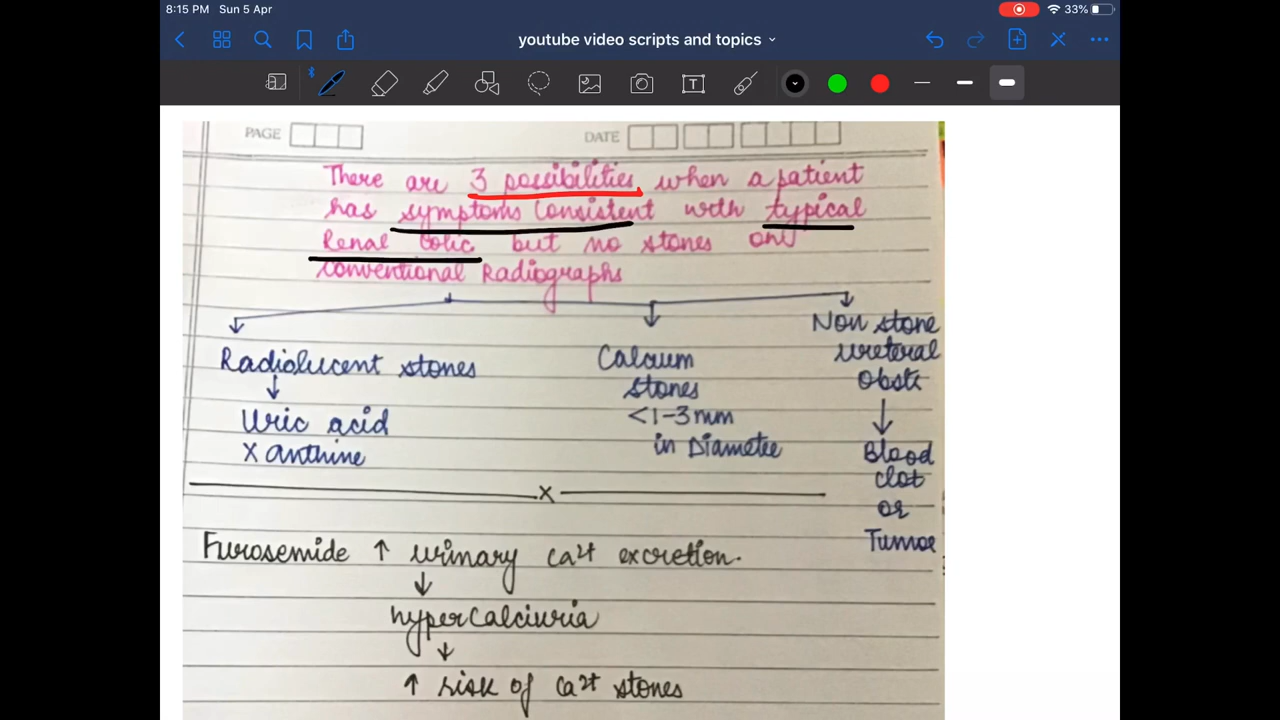 8:15 PM Sun 5 Apr
33%
youtube video scripts and topics
T
PAGE
DATE
There are 3 possibilities when a patient
has symptoms consistent with typical
Renal colic but no stones on
conventional Radiographs
Radiolucent stones
Uric acid
Xanthine
Calcium
stones
<1-3 mm
in Diameter
Non stone
ureteral
Obstr
Blood
clot
or
Tumor
X
Furosemide ↑ urinary ca²⁺ excretion.
↓
hypercalciuria
↓
↑ risk of ca²⁺ stones